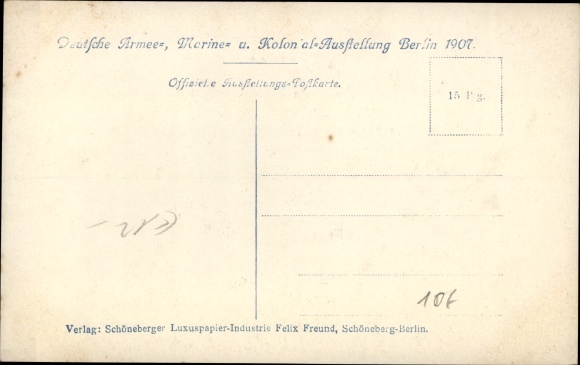 Deutsche Armee=, Marine= u. Kolonial=Ausstellung Berlin 1907.
Offizielle Ausstellungs=Postkarte.
15 Pfg.
106
Verlag: Schöneberger Luxuspapier-Industrie Felix Freund, Schöneberg-Berlin.